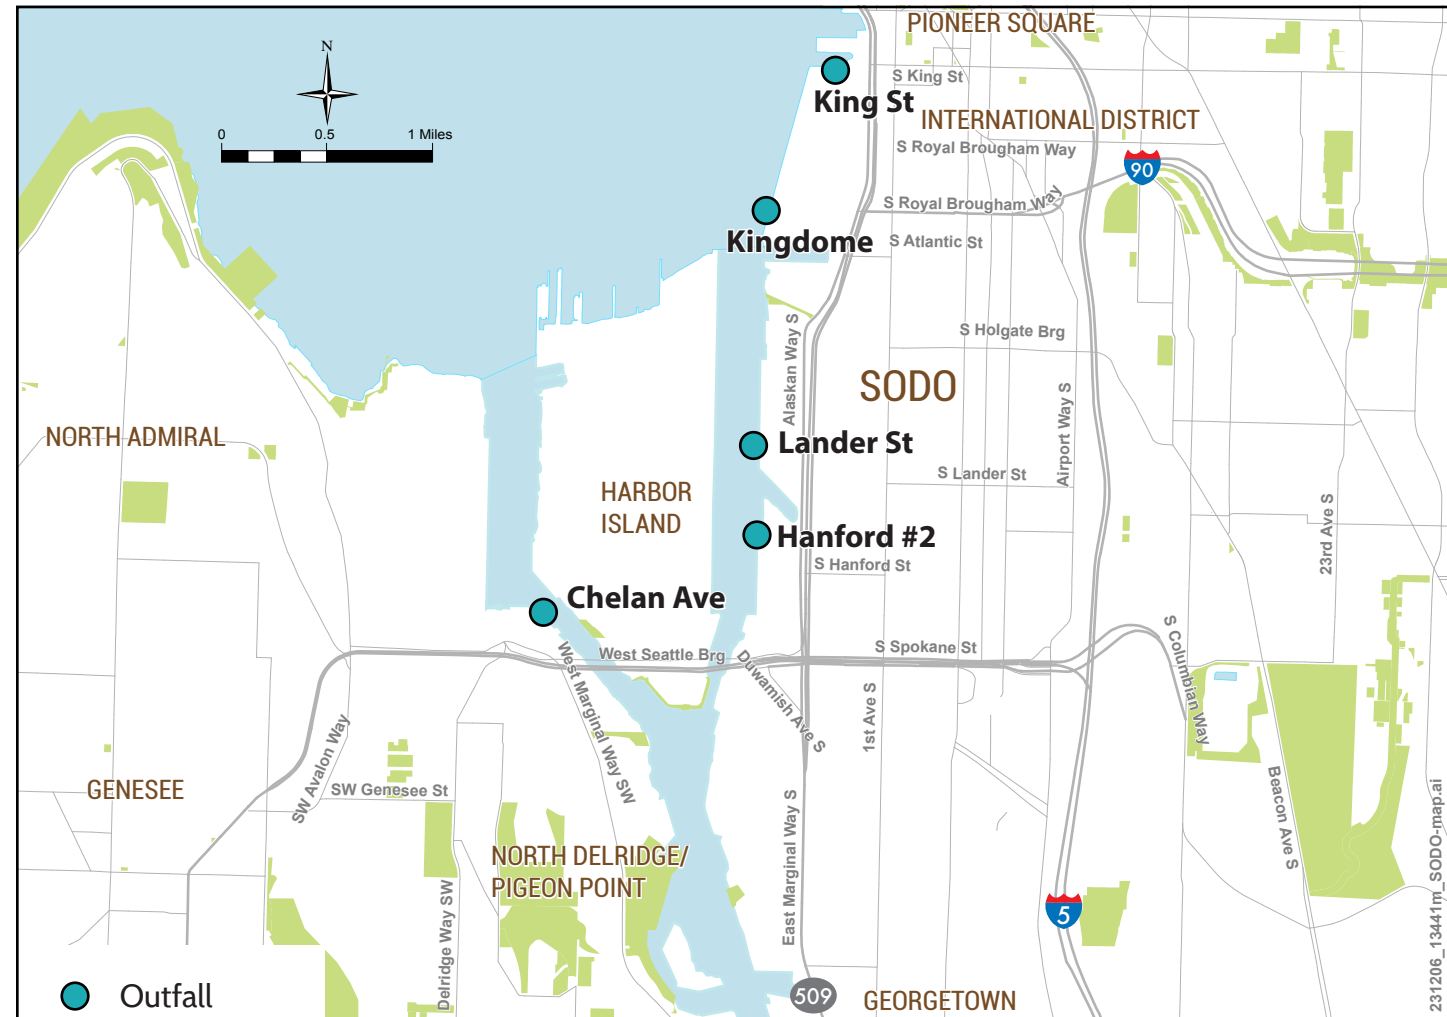 PIONEER SQUARE
N
S King St
King St
0 0.5 1 Miles
INTERNATIONAL DISTRICT
S Royal Brougham Way
90
S Royal Brougham Way
Kingdome
S Atlantic St
Alaskan Way S
S Holgate Brg
SODO
Airport Way S
NORTH ADMIRAL
Lander St
S Lander St
HARBOR
ISLAND
23rd Ave S
Hanford #2
S Hanford St
Chelan Ave
West Seattle Brg
S Spokane St
S Columbian Way
West Marginal Way SW
Duwamish Ave S
1st Ave S
SW Avalon Way
GENESEE
SW Genesee St
Beacon Ave S
East Marginal Way S
NORTH DELRIDGE/
PIGEON POINT
Delridge Way SW
5
Outfall
509
GEORGETOWN
231206_13441m_SODO-map.ai